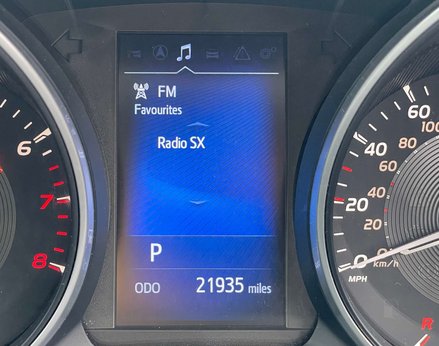 FM
Favourites
Radio SX
P
ODO 21935 miles
6
7
8
60
40
20
0
MPH
100
80
60
40
20
0
km/h
R